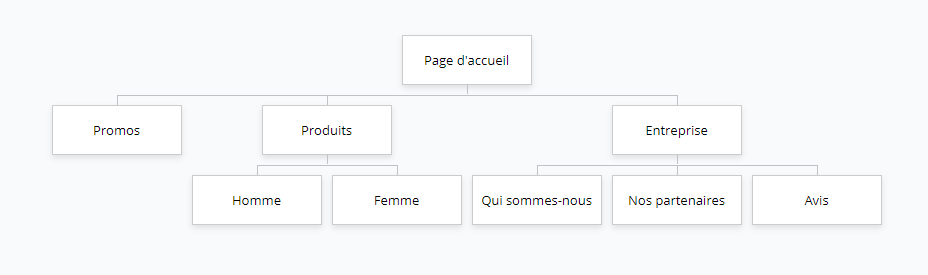 Page d'accueil
Promos
Produits
Entreprise
Homme
Femme
Qui sommes-nous
Nos partenaires
Avis